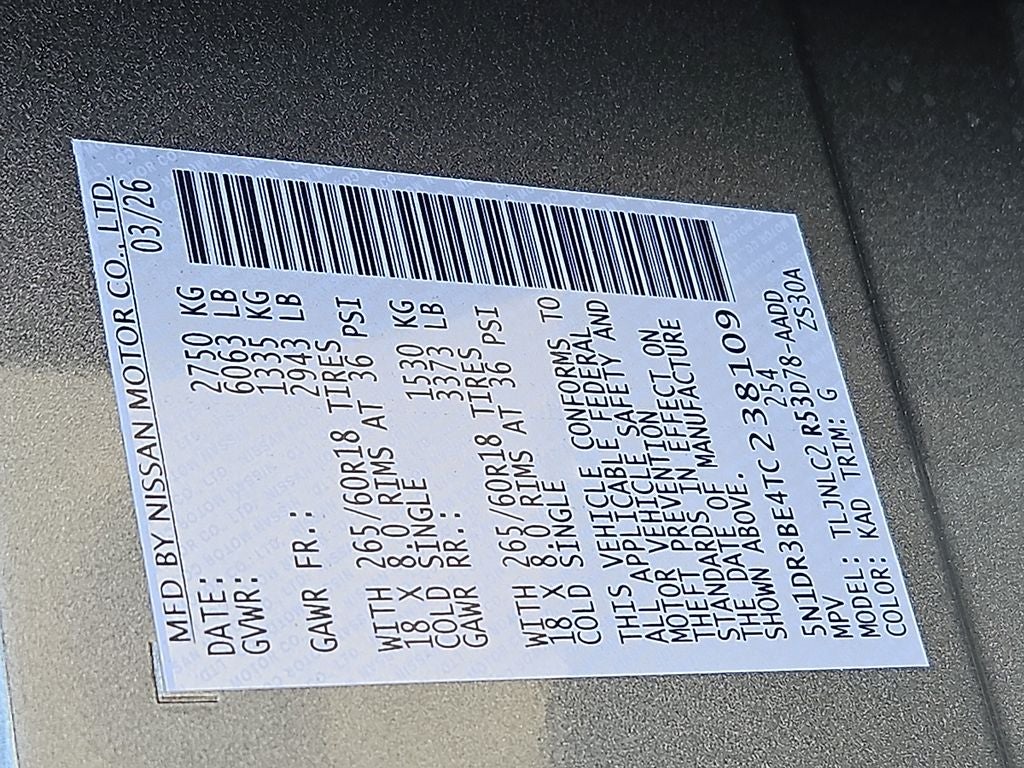 MFD BY NISSAN MOTOR CO., LTD.
DATE: 03/26
GVWR: 2750 KG
6063 LB
GAWR FR.: 1335 KG
2943 LB
WITH 265/60R18 TIRES
18 X 8.0 RIMS AT 36 PSI
COLD SINGLE
GAWR RR.: 1530 KG
3373 LB
WITH 265/60R18 TIRES
18 X 8.0 RIMS AT 36 PSI
COLD SINGLE
THIS VEHICLE CONFORMS TO
ALL APPLICABLE FEDERAL
MOTOR VEHICLE SAFETY AND
THEFT PREVENTION
STANDARDS IN EFFECT ON
THE DATE OF MANUFACTURE
SHOWN ABOVE.
5N1DR3BE4TC238109
MPV 254
MODEL: TLJNLC2 R53D78-AADD
COLOR: KAD TRIM: G ZS30A